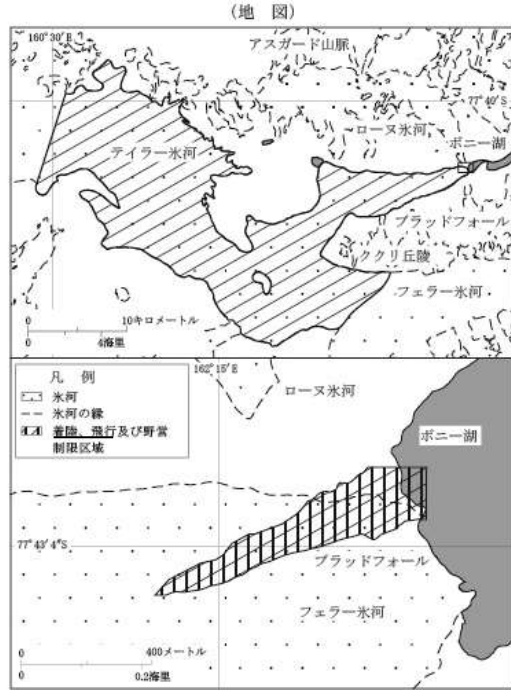 （地 図）
160°30′E
アスガード山脈
77°40′S
ローヌ氷河
ボニー湖
テイラー氷河
ブラッドフォール
ククリ丘陵
フェラー氷河
0
10キロメートル
0
4海里
162°15′E
凡 例
氷河
氷河の縁
着陸、飛行及び野営
制限区域
ローヌ氷河
ボニー湖
77°43′4″S
ブラッドフォール
フェラー氷河
0
400メートル
0
0.2海里